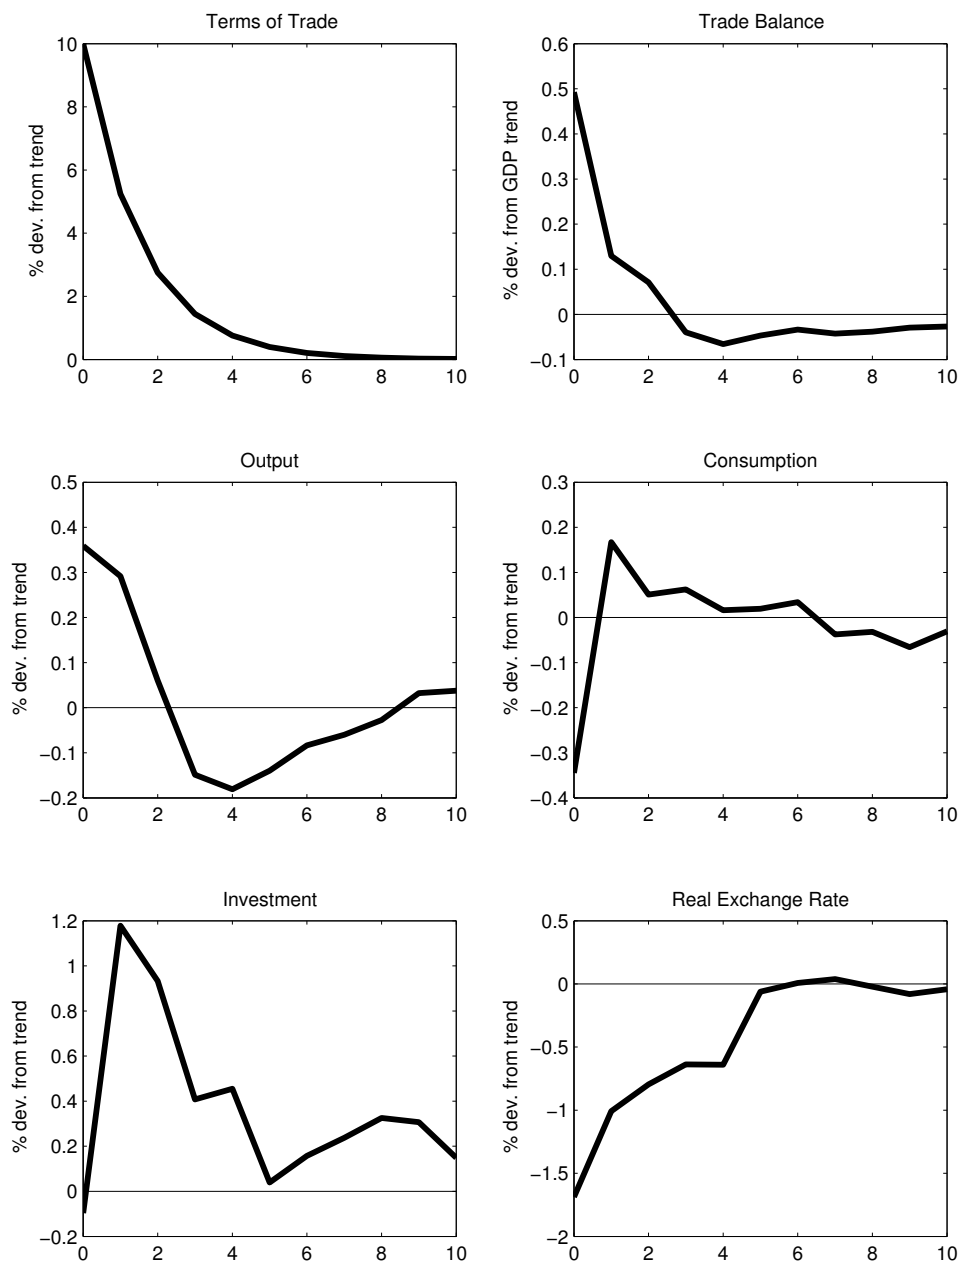 Terms of Trade
% dev. from trend
10
8
6
4
2
0
0 2 4 6 8 10
Trade Balance
% dev. from GDP trend
0.6
0.5
0.4
0.3
0.2
0.1
0
−0.1
0 2 4 6 8 10
Output
% dev. from trend
0.5
0.4
0.3
0.2
0.1
0
−0.1
−0.2
0 2 4 6 8 10
Consumption
% dev. from trend
0.3
0.2
0.1
0
−0.1
−0.2
−0.3
−0.4
0 2 4 6 8 10
Investment
% dev. from trend
1.2
1
0.8
0.6
0.4
0.2
0
−0.2
0 2 4 6 8 10
Real Exchange Rate
% dev. from trend
0.5
0
−0.5
−1
−1.5
−2
0 2 4 6 8 10